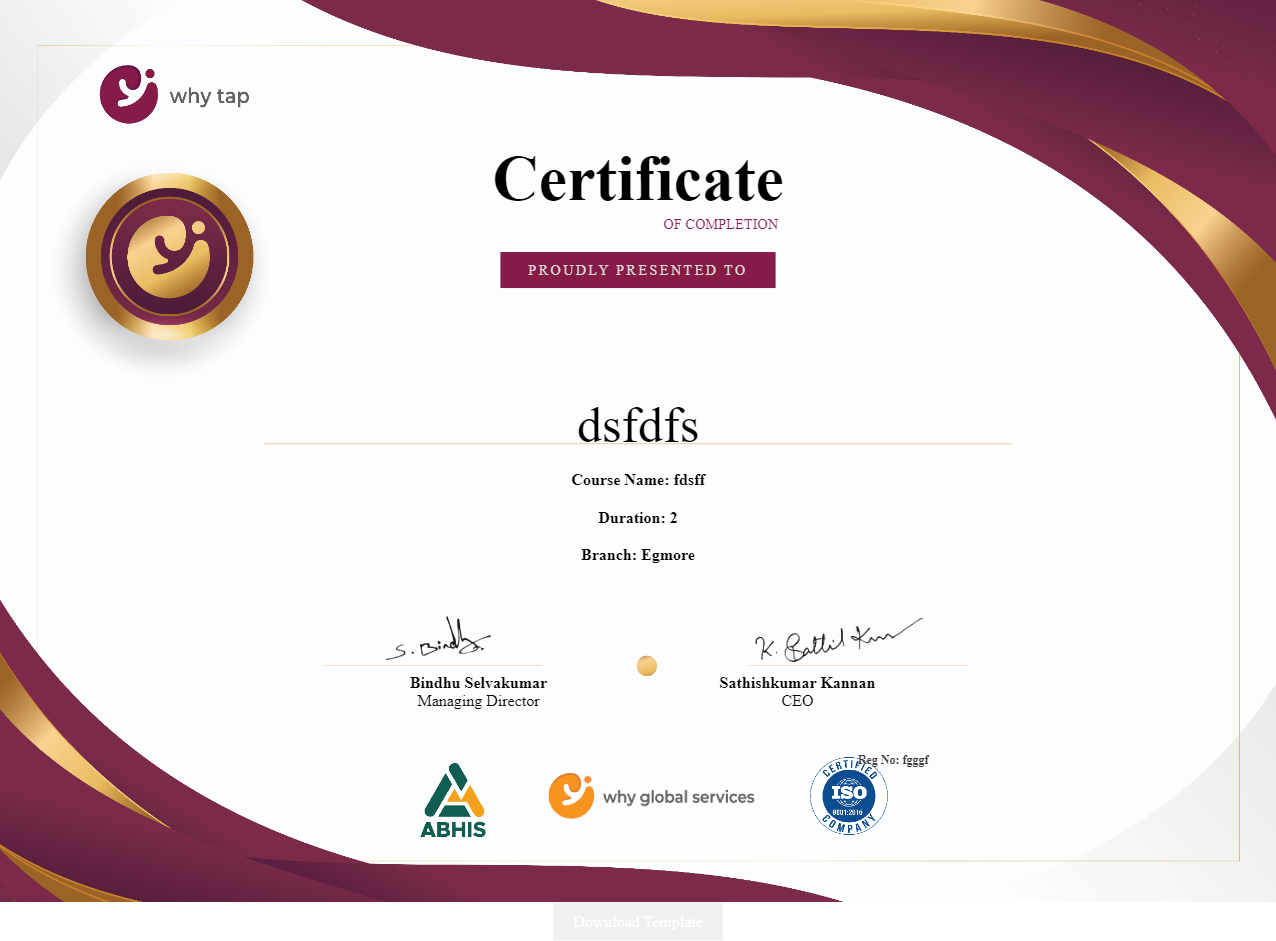 why tap
Certificate
OF COMPLETION
PROUDLY PRESENTED TO
dsfdfs
Course Name: fdsff
Duration: 2
Branch: Egmore
S. Bindhu
K. Sathish Kum
Bindhu Selvakumar
Managing Director
Sathishkumar Kannan
CEO
Reg No: fgggf
ABHIS
why global services
CERTIFIED
ISO
9001:2015
COMPANY
Download Template